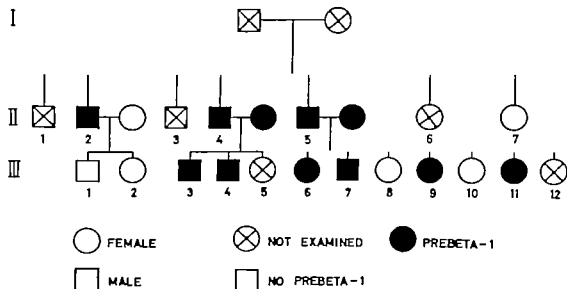 I
II
1 2 3 4 5 6 7
III
1 2 3 4 5 6 7 8 9 10 11 12
FEMALE NOT EXAMINED PREBETA-1
MALE NO PREBETA-1